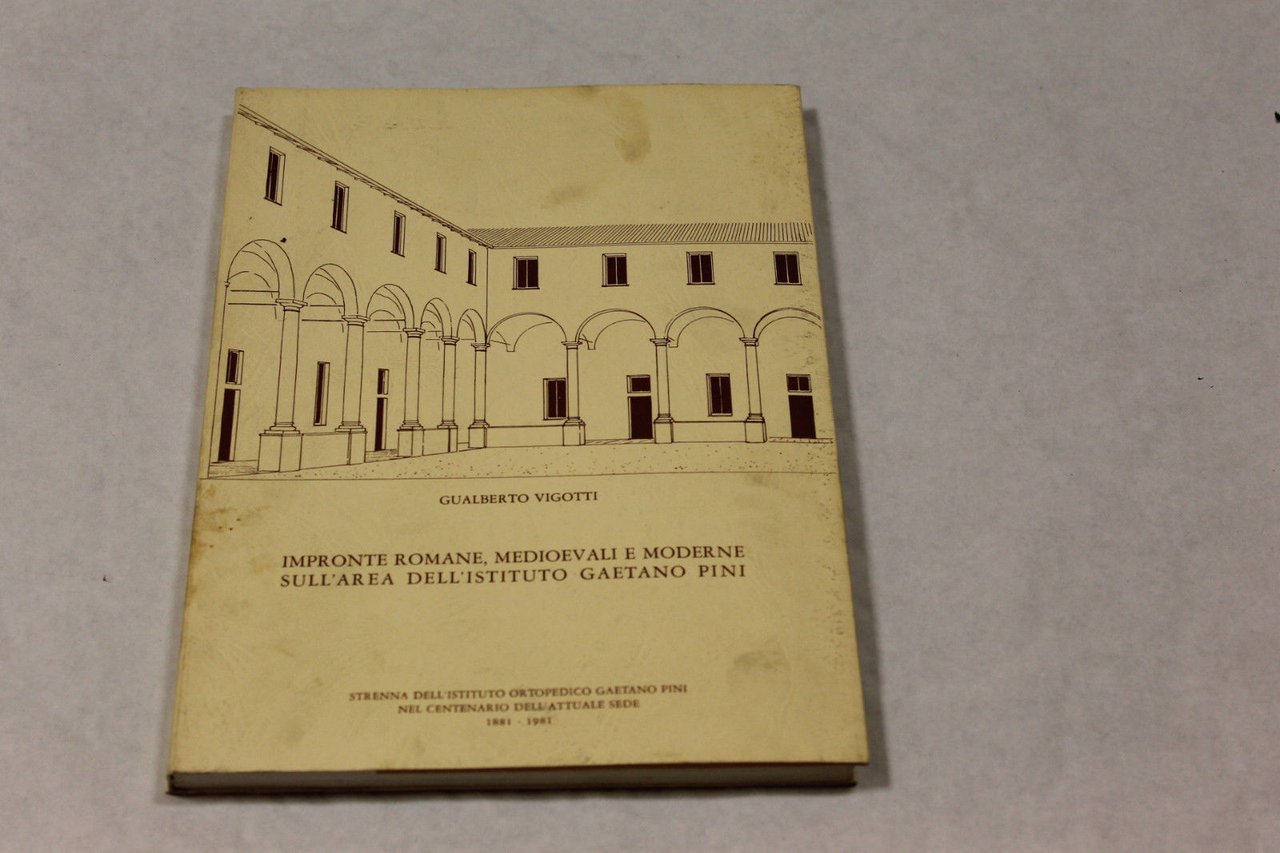 GUALBERTO VIGOTTI
IMPRONTE ROMANE, MEDIOEVALI E MODERNE
SULL'AREA DELL'ISTITUTO GAETANO PINI
STRENNA DELL'ISTITUTO ORTOPEDICO GAETANO PINI
NEL CENTENARIO DELL'ATTUALE SEDE
1881 - 1981